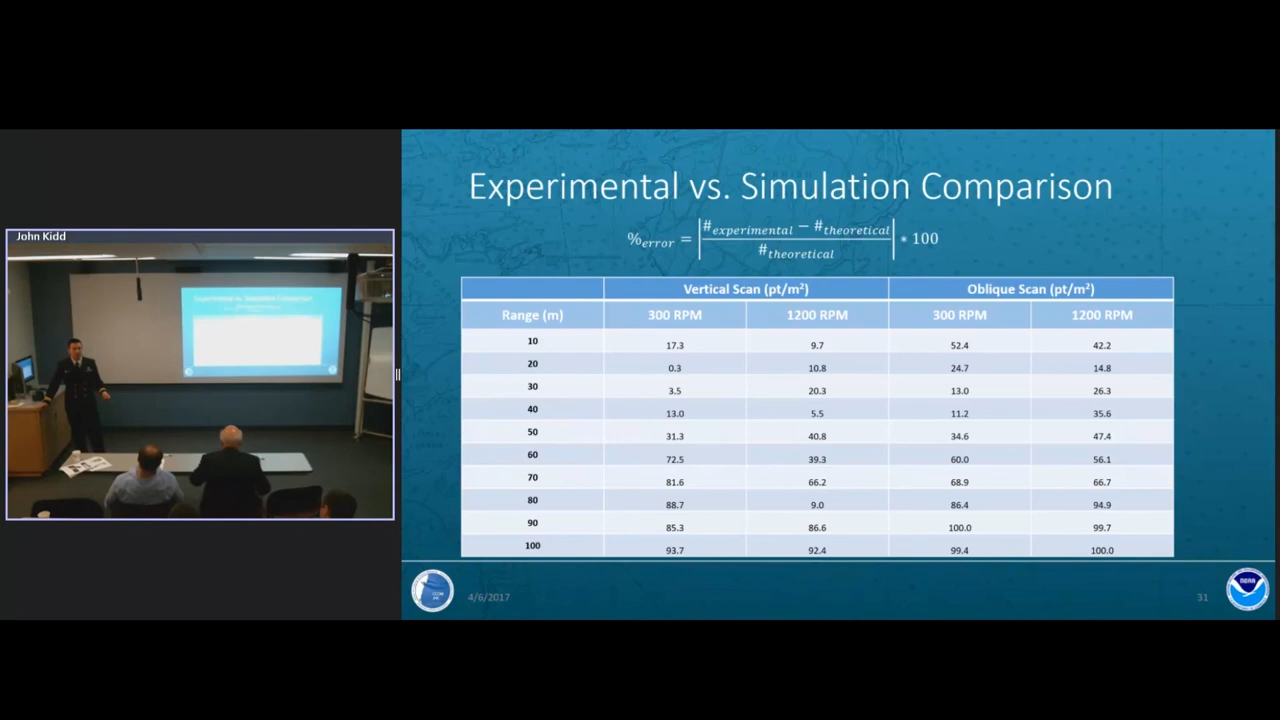 John Kidd
Experimental vs. Simulation Comparison
%error = |#experimental − #theoretical / #theoretical| * 100
Vertical Scan (pt/m²) Oblique Scan (pt/m²)
Range (m) 300 RPM 1200 RPM 300 RPM 1200 RPM
10 17.3 9.7 52.4 42.2
20 0.3 10.8 24.7 14.8
30 3.5 20.3 13.0 26.3
40 13.0 5.5 11.2 35.6
50 31.3 40.8 34.6 47.4
60 72.5 39.3 60.0 56.1
70 81.6 66.2 68.9 66.7
80 88.7 9.0 86.4 94.9
90 85.3 86.6 100.0 99.7
100 93.7 92.4 99.4 100.0
4/6/2017
31
NOAA
Experimental vs. Simulation Comparison